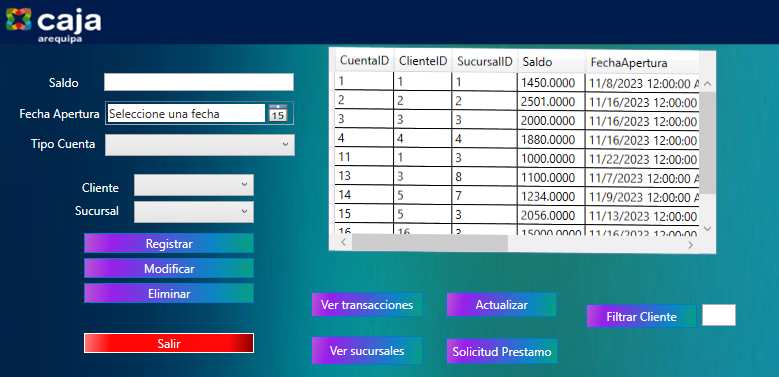 caja
arequipa
Saldo
Fecha Apertura Seleccione una fecha 15
Tipo Cuenta
Cliente
Sucursal
Registrar
Modificar
Eliminar
Salir
CuentaID ClienteID SucursalID Saldo FechaApertura
1 1 1 1450.0000 11/8/2023 12:00:00 A
2 2 2 2501.0000 11/16/2023 12:00:00
3 3 3 2000.0000 11/16/2023 12:00:00
4 4 4 1880.0000 11/16/2023 12:00:00
11 1 3 1000.0000 11/22/2023 12:00:00
13 3 8 1100.0000 11/7/2023 12:00:00 A
14 5 7 1234.0000 11/9/2023 12:00:00 A
15 5 3 2056.0000 11/13/2023 12:00:00
16 16 3 15000.0000 11/16/2023 12:00:00
Ver transacciones Actualizar Filtrar Cliente
Ver sucursales Solicitud Prestamo